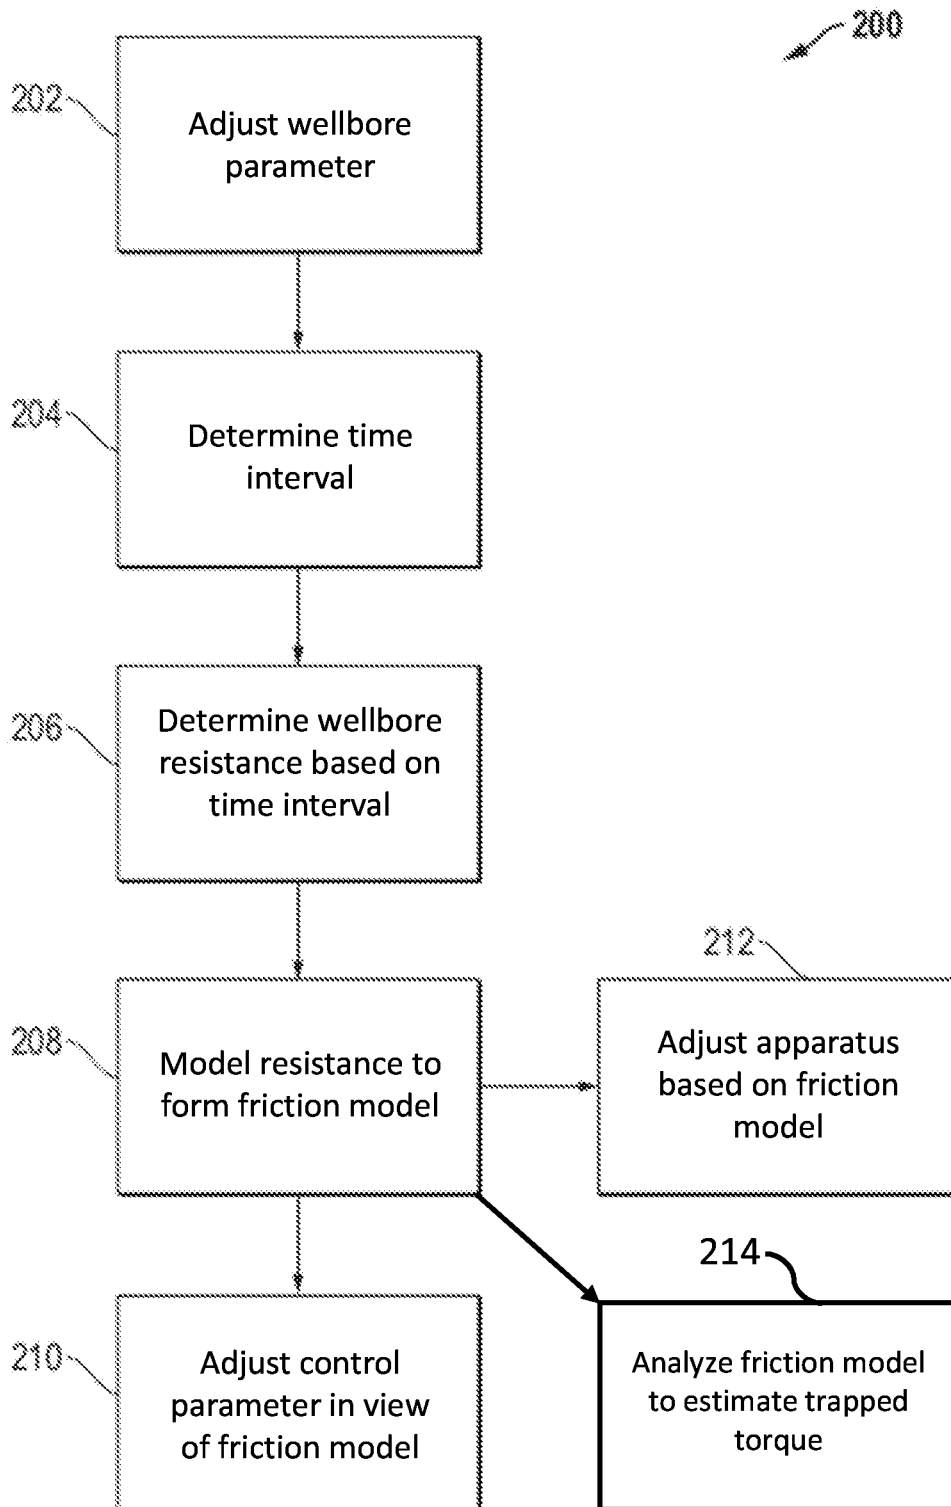 200
202
Adjust wellbore
parameter
204
Determine time
interval
206
Determine wellbore
resistance based on
time interval
212
208
Model resistance to
form friction model
Adjust apparatus
based on friction
model
214
210
Adjust control
parameter in view
of friction model
Analyze friction model
to estimate trapped
torque